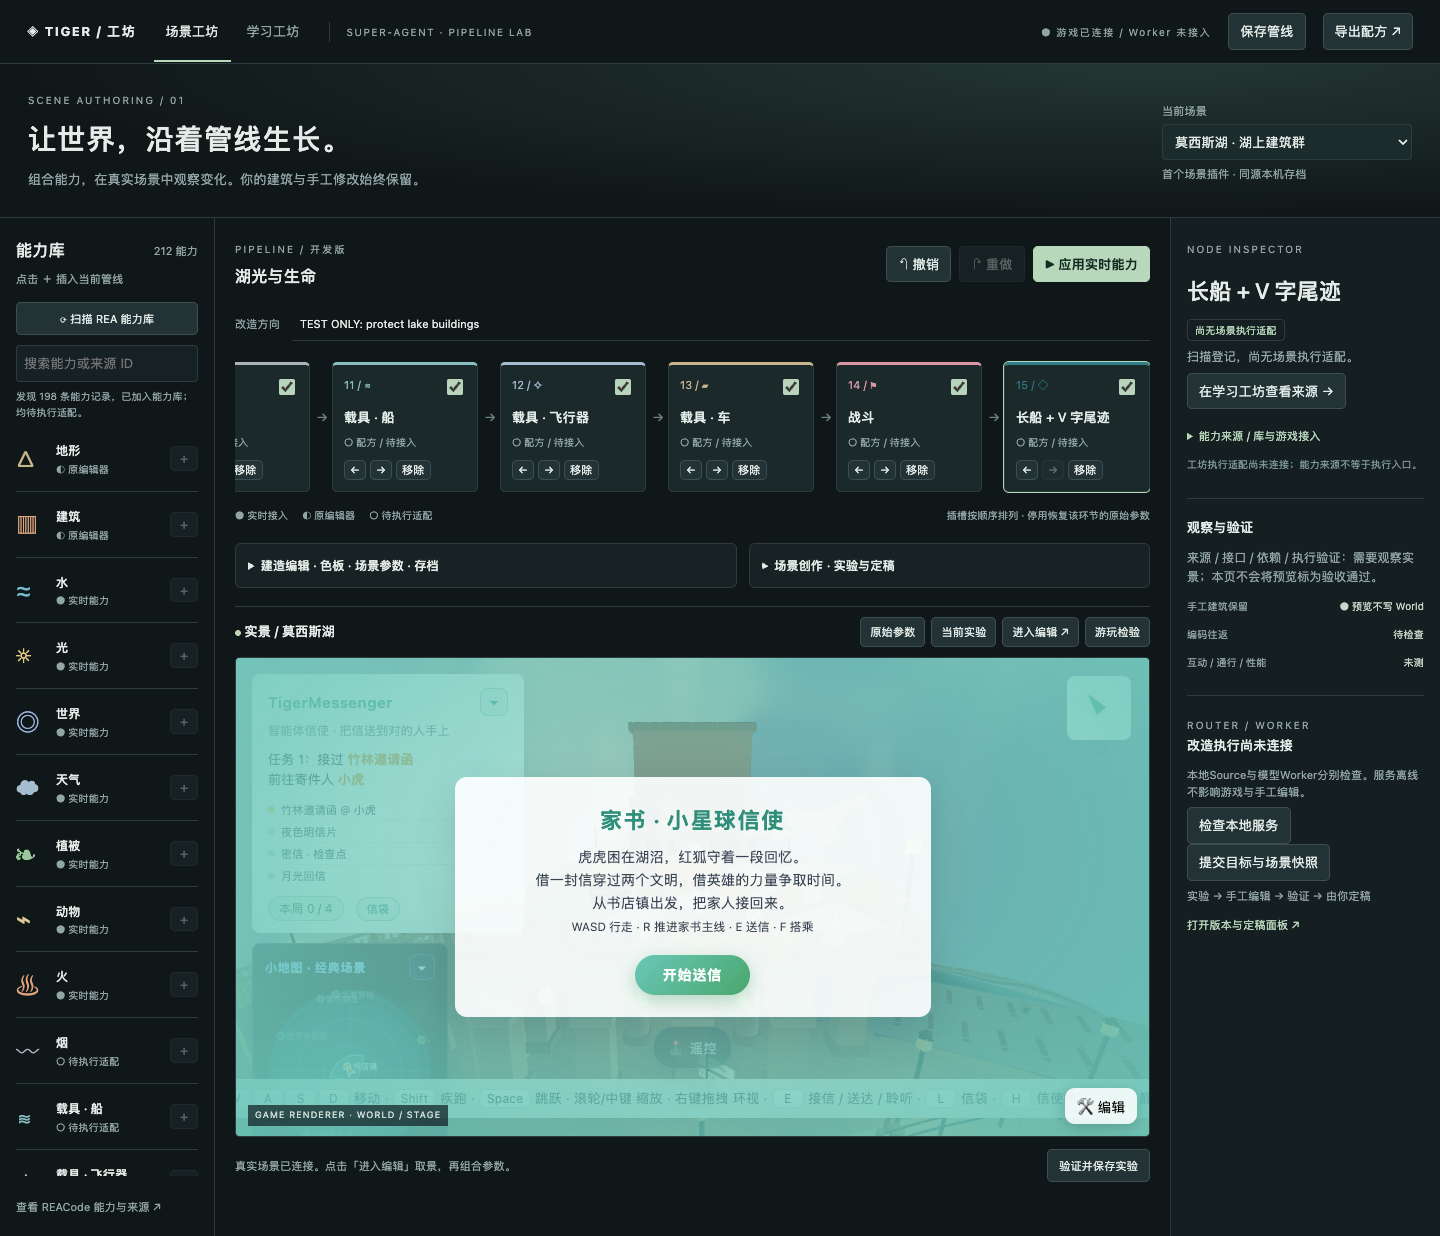 ◈ TIGER / 工坊
场景工坊
学习工坊
SUPER-AGENT · PIPELINE LAB
● 游戏已连接 / Worker 未接入
保存管线
导出配方 ↗
SCENE AUTHORING / 01
让世界，沿着管线生长。
组合能力，在真实场景中观察变化。你的建筑与手工修改始终保留。
当前场景
莫西斯湖 · 湖上建筑群
首个场景插件 · 同源本机存档
能力库
212 能力
点击 ＋ 插入当前管线
⟳ 扫描 REA 能力库
搜索能力或来源 ID
发现 198 条能力记录，已加入能力库；
均待执行适配。
地形
◐ 原编辑器
+
建筑
◐ 原编辑器
+
水
● 实时能力
+
光
● 实时能力
+
世界
● 实时能力
+
天气
● 实时能力
+
植被
● 实时能力
+
动物
● 实时能力
+
火
● 实时能力
+
烟
○ 待执行适配
+
载具 · 船
○ 待执行适配
+
载具 · 飞行器
查看 REACode 能力与来源 ↗
PIPELINE / 开发版
湖光与生命
撤销
重做
▶ 应用实时能力
改造方向
TEST ONLY: protect lake buildings
移除
→
11 / ≋
载具 · 船
○ 配方 / 待接入
← → 移除
→
12 / ✧
载具 · 飞行器
○ 配方 / 待接入
← → 移除
→
13 / ▰
载具 · 车
○ 配方 / 待接入
← → 移除
→
14 / ⚑
战斗
○ 配方 / 待接入
← → 移除
→
15 / ◇
长船 + V 字尾迹
○ 配方 / 待接入
← → 移除
● 实时接入 ◐ 原编辑器 ○ 待执行适配
插槽按顺序排列 · 停用恢复该环节的原始参数
▶ 建造编辑 · 色板 · 场景参数 · 存档
▶ 场景创作 · 实验与定稿
● 实景 / 莫西斯湖
原始参数
当前实验
进入编辑 ↗
游玩检验
TigerMessenger
智能体信使 · 把信送到对的人手上
任务 1：接过 竹林邀请函
前往寄件人 小虎
竹林邀请函 @ 小虎
夜色明信片
密信 · 检查点
月光回信
本局 0 / 4
信袋
小地图 · 经典场景
家书 · 小星球信使
虎虎困在湖沼，红狐守着一段回忆。
借一封信穿过两个文明，借英雄的力量争取时间。
从书店镇出发，把家人接回来。
WASD 行走 · R 推进家书主线 · E 送信 · F 搭乘
开始送信
遥控
A S D 移动 · Shift 疾跑 · Space 跳跃 · 滚轮/中键 缩放 · 右键拖拽 环视 · E 接信 / 送达 / 聆听 · L 信袋 · H 信使
GAME RENDERER · WORLD / STAGE
🛠 编辑
真实场景已连接。点击「进入编辑」取景，再组合参数。
验证并保存实验
NODE INSPECTOR
长船 + V 字尾迹
尚无场景执行适配
扫描登记，尚无场景执行适配。
在学习工坊查看来源 →
▶ 能力来源 / 库与游戏接入
工坊执行适配尚未连接；能力来源不等于执行入口。
观察与验证
来源 / 接口 / 依赖 / 执行验证：需要观察实
景；本页不会将预览标为验收通过。
手工建筑保留
● 预览不写 World
编码往返
待检查
互动 / 通行 / 性能
未测
ROUTER / WORKER
改造执行尚未连接
本地Source与模型Worker分别检查。服务离线
不影响游戏与手工编辑。
检查本地服务
提交目标与场景快照
实验 → 手工编辑 → 验证 → 由你定稿
打开版本与定稿面板 ↗